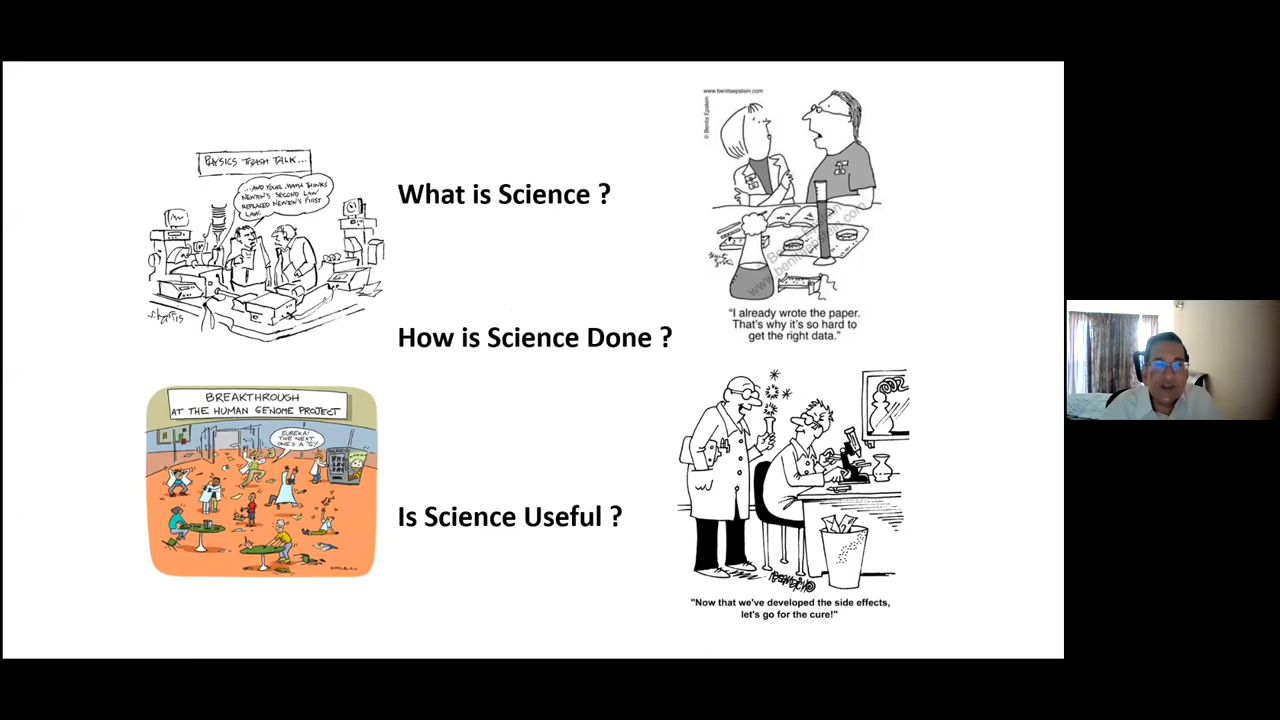 PHYSICS TRASH TALK...
...AND YOUR MAMA THINKS
NEWTON'S SECOND LAW
REPLACED NEWTON'S FIRST
LAW.
What is Science ?
www.benitaepstein.com
© Benita Epstein
How is Science Done ?
"I already wrote the paper.
That's why it's so hard to
get the right data."
BREAKTHROUGH
AT THE HUMAN GENOME PROJECT
EUREKA!
THE NEXT
ONE'S A "G"!
Is Science Useful ?
"Now that we've developed the side effects,
let's go for the cure!"